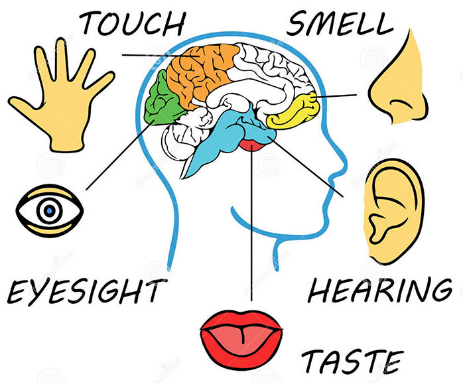 TOUCH
SMELL
EYESIGHT
HEARING
TASTE